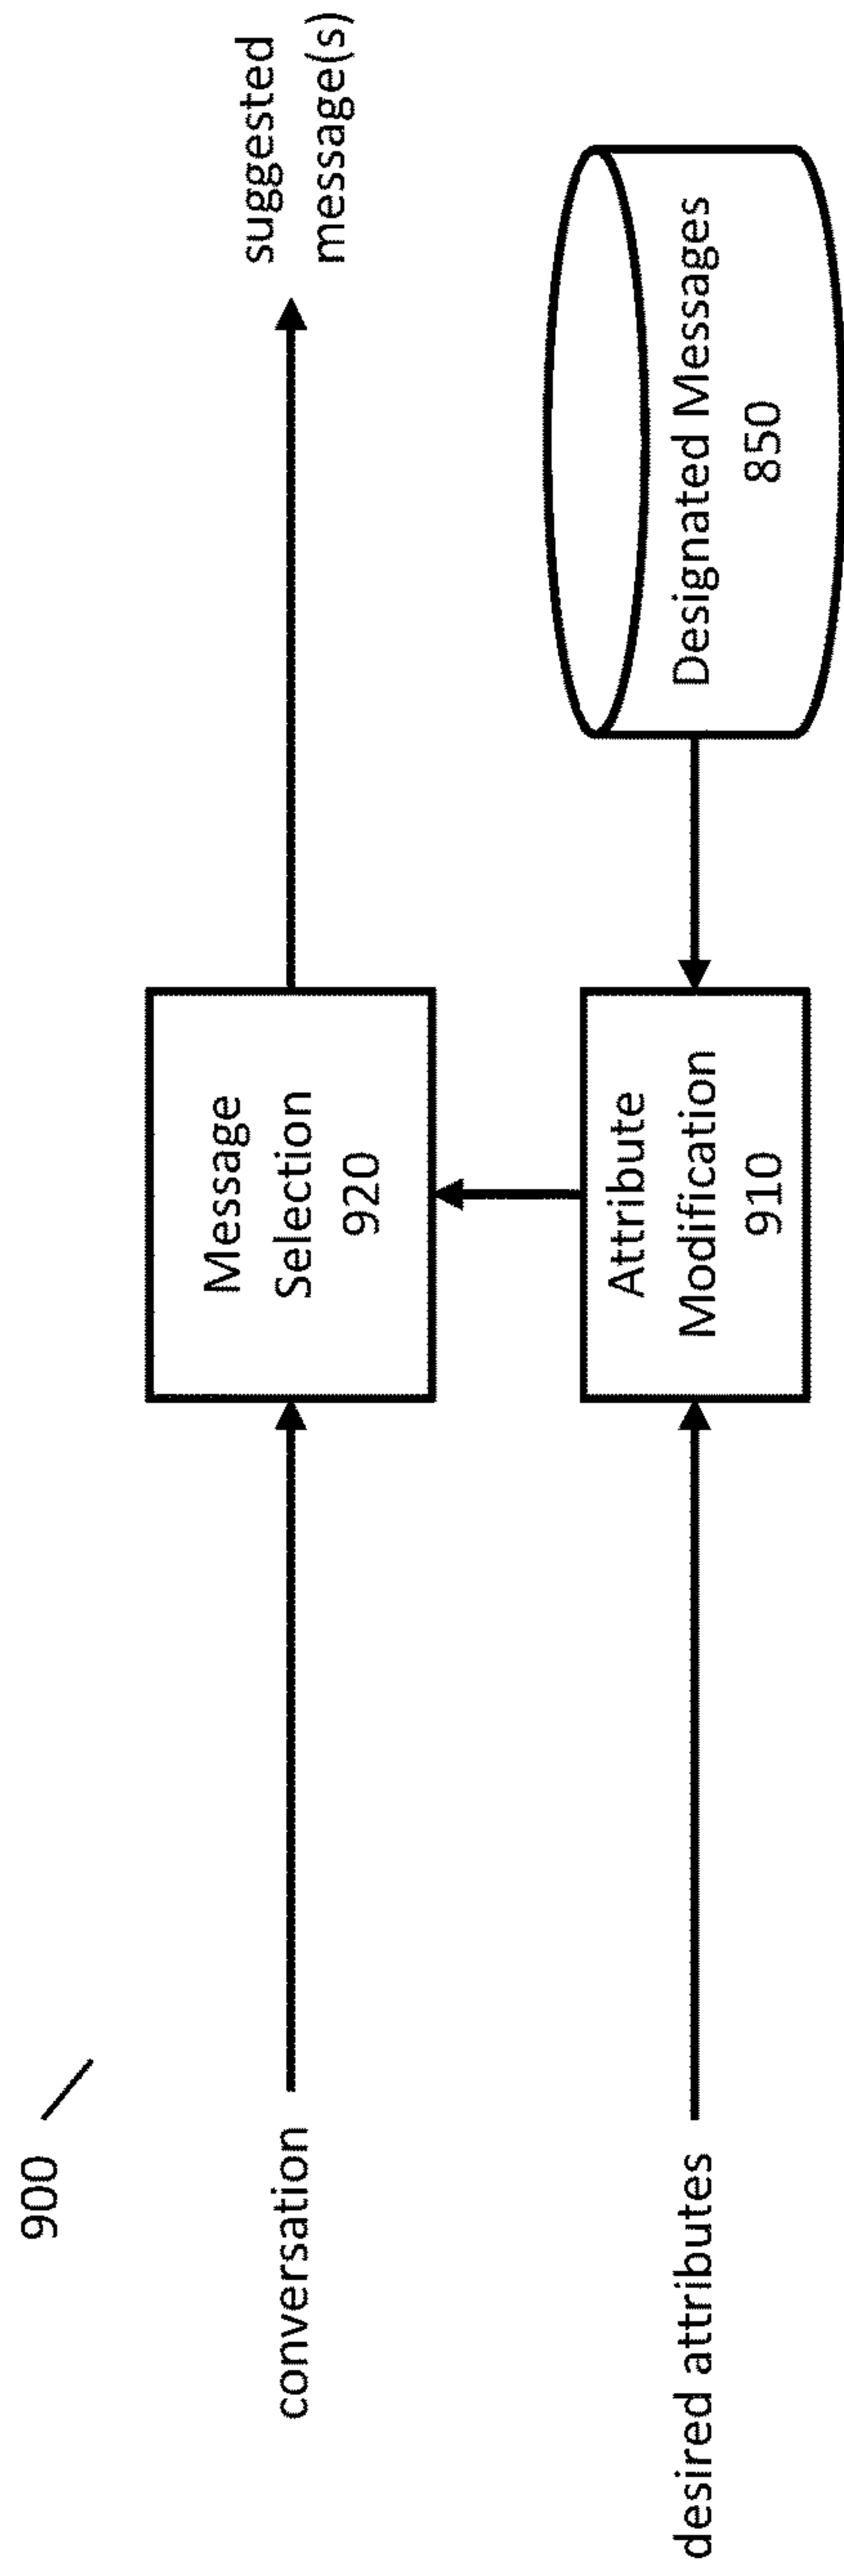 900
conversation
Message
Selection
920
suggested
message(s)
desired attributes
Attribute
Modification
910
Designated Messages
850